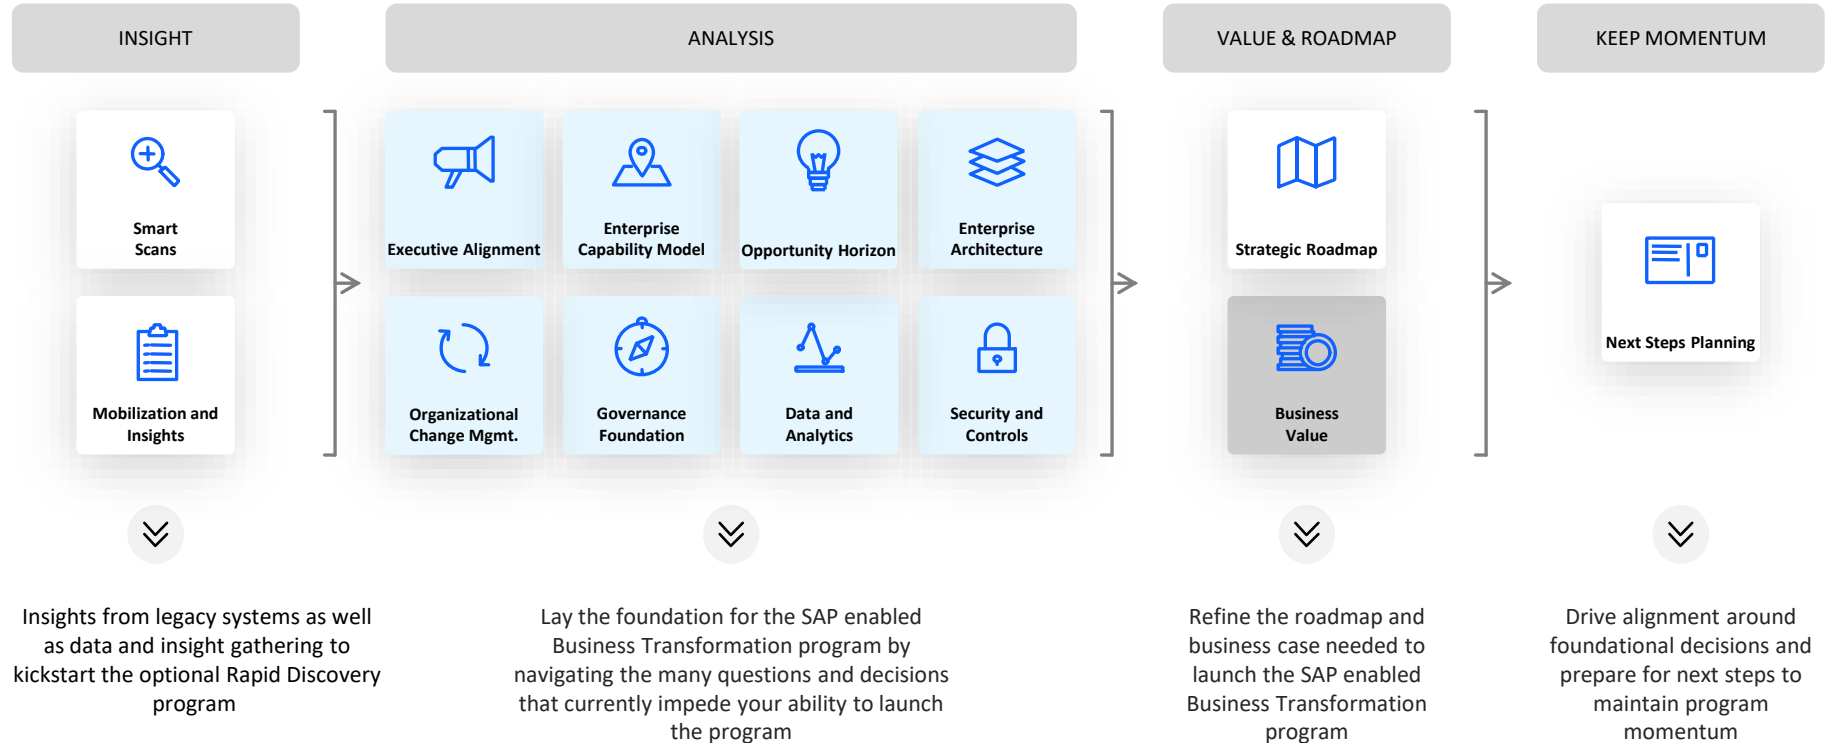 INSIGHT
ANALYSIS
VALUE & ROADMAP
KEEP MOMENTUM
Smart
Scans
Mobilization and
Insights
Executive Alignment
Enterprise
Capability Model
Opportunity Horizon
Enterprise
Architecture
Organizational
Change Mgmt.
Governance
Foundation
Data and
Analytics
Security and
Controls
Strategic Roadmap
Business
Value
Next Steps Planning
Insights from legacy systems as well
as data and insight gathering to
kickstart the optional Rapid Discovery
program
Lay the foundation for the SAP enabled
Business Transformation program by
navigating the many questions and decisions
that currently impede your ability to launch
the program
Refine the roadmap and
business case needed to
launch the SAP enabled
Business Transformation
program
Drive alignment around
foundational decisions and
prepare for next steps to
maintain program
momentum